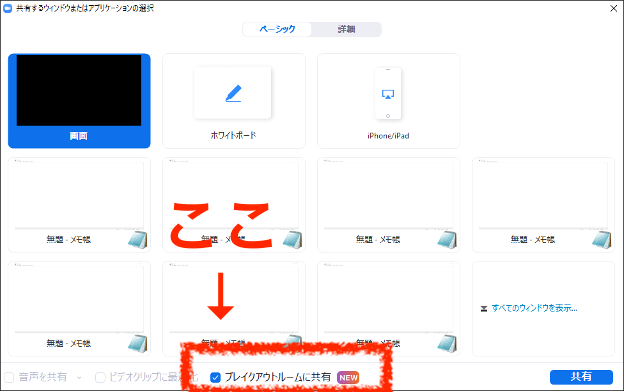 共有するウィンドウまたはアプリケーションの選択
ベーシック
詳細
画面
ホワイトボード
iPhone/iPad
無題 - メモ帳
無題 - メモ帳
無題 - メモ帳
無題 - メモ帳
ここ
↓
無題 - メモ帳
無題 - メモ帳
無題 - メモ帳
すべてのウィンドウを表示...
音声を共有
ビデオクリップに最
ブレイクアウトルームに共有 NEW
共有